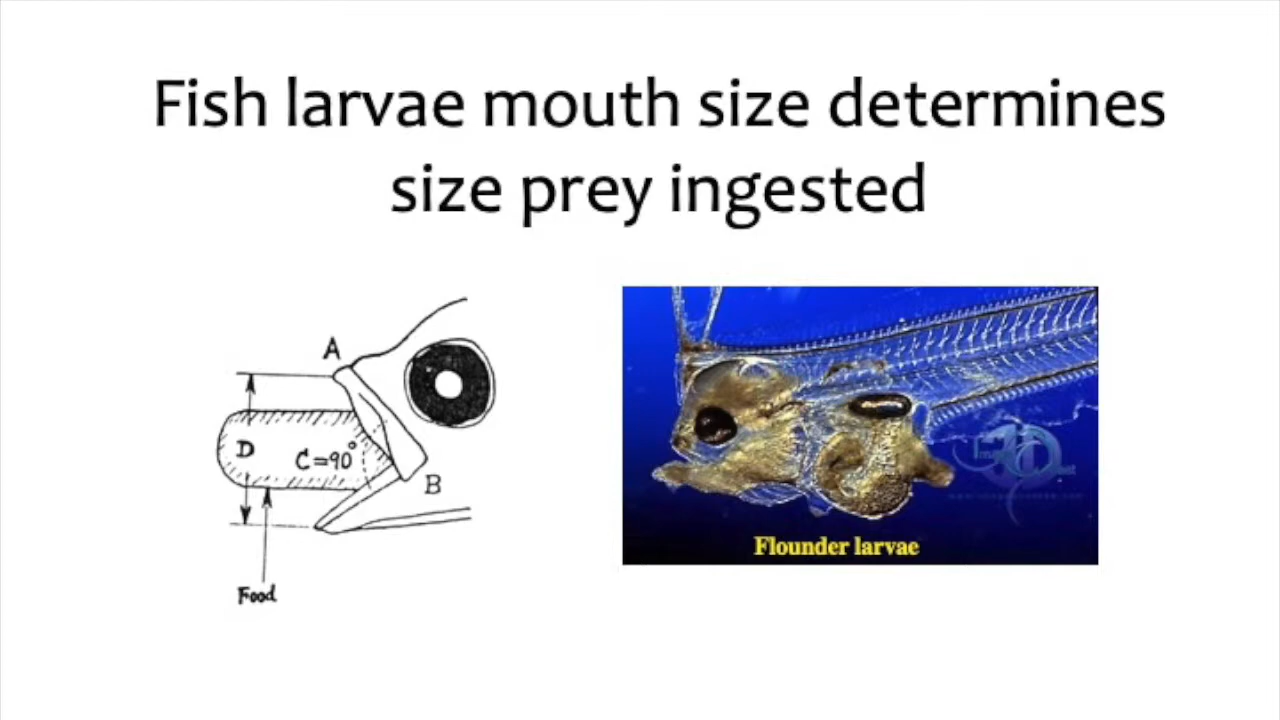 Fish larvae mouth size determines
size prey ingested
A
D
C=90°
B
Food
Flounder larvae